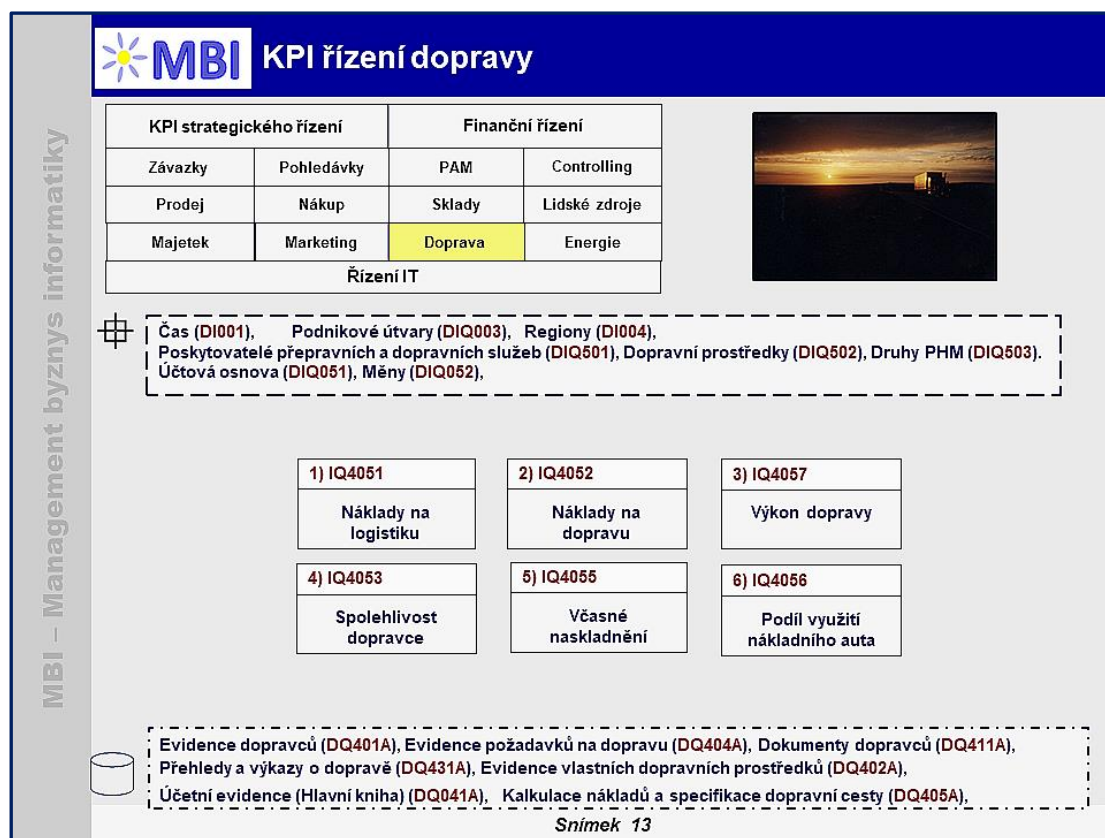 MBI KPI řízení dopravy
MBI – Management byznys informatiky
KPI strategického řízení Finanční řízení
Závazky Pohledávky PAM Controlling
Prodej Nákup Sklady Lidské zdroje
Majetek Marketing Doprava Energie
Řízení IT
Čas (DI001), Podnikové útvary (DIQ003), Regiony (DI004),
Poskytovatelé přepravních a dopravních služeb (DIQ501), Dopravní prostředky (DIQ502), Druhy PHM (DIQ503).
Účtová osnova (DIQ051), Měny (DIQ052),
1) IQ4051
Náklady na
logistiku
2) IQ4052
Náklady na
dopravu
3) IQ4057
Výkon dopravy
4) IQ4053
Spolehlivost
dopravce
5) IQ4055
Včasné
naskladnění
6) IQ4056
Podíl využití
nákladního auta
Evidence dopravců (DQ401A), Evidence požadavků na dopravu (DQ404A), Dokumenty dopravců (DQ411A),
Přehledy a výkazy o dopravě (DQ431A), Evidence vlastních dopravních prostředků (DQ402A),
Účetní evidence (Hlavní kniha) (DQ041A), Kalkulace nákladů a specifikace dopravní cesty (DQ405A),
Snímek 13